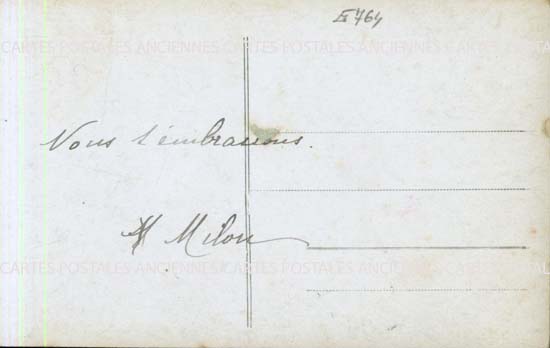 764
CARTES POSTALES ANCIENNES CARTES POSTALES ANCIENNES CARTES POSTALES
Nous t'embrassons.
Milon
CARTES POSTALES ANCIENNES CARTES POSTALES ANCIENNES CARTES POSTALES